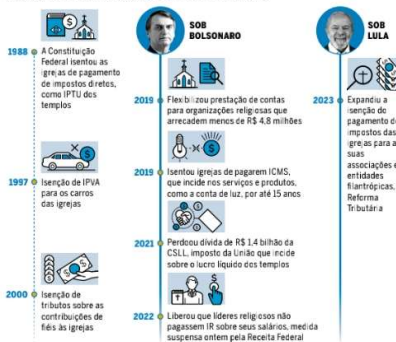 1988
A Constituição
Federal isentou as
igrejas de pagamento
de impostos diretos,
como IPTU dos
templos
1997
Isenção de IPVA
para os carros
das igrejas
2000
Isenção de
tributos sobre as
contribuições de
fiéis às igrejas
SOB
BOLSONARO
2019
Flexibilizou prestação de contas
para organizações religiosas que
arrecadem menos de R$ 4,8 milhões
2019
Isentou igrejas de pagarem ICMS,
que incide nos serviços e produtos,
como a conta de luz, por até 15 anos
2021
Perdoou dívida de R$ 1,4 bilhão da
CSLL, imposto da União que incide
sobre o lucro líquido dos templos
2022
Liberou que líderes religiosos não
pagassem IR sobre seus salários, medida
suspensa ontem pela Receita Federal
SOB
LULA
2023
Expandiu a
isenção do
pagamento de
impostos das
igrejas para as
suas
associações e
entidades
filantrópicas,
Reforma
Tributária